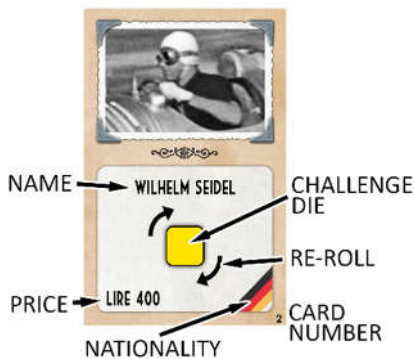 NAME
WILHELM SEIDEL
CHALLENGE
DIE
RE-ROLL
PRICE
LIRE 400
2
CARD
NUMBER
NATIONALITY